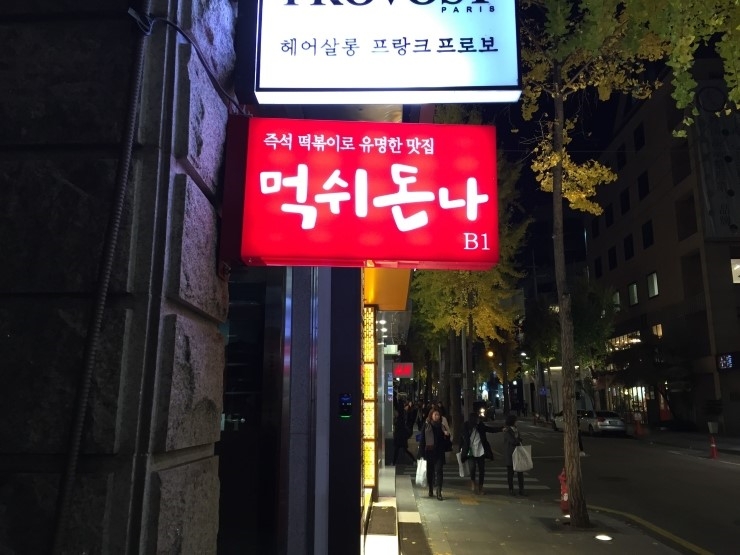 PROVOST
PARIS
헤어살롱 프랑크프로보
즉석 떡볶이로 유명한 맛집
먹쉬돈나
B1